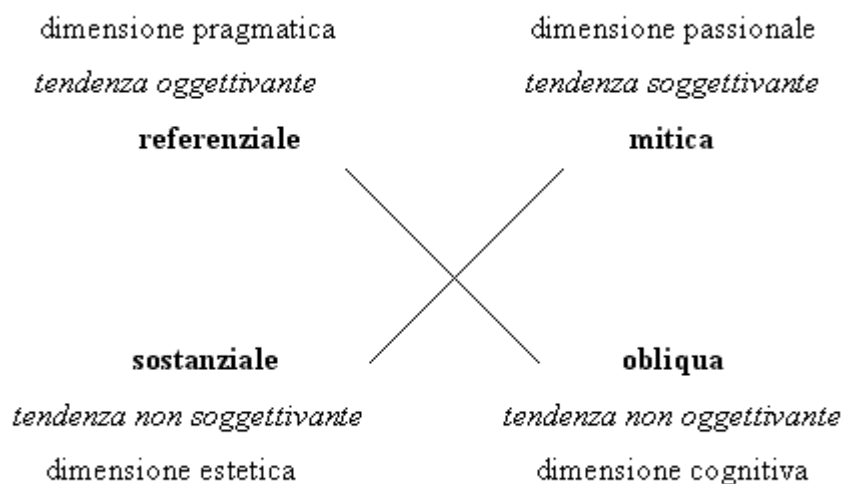 dimensione pragmatica
tendenza oggettivante
referenziale
dimensione passionale
tendenza soggettivante
mitica
sostanziale
tendenza non soggettivante
dimensione estetica
obliqua
tendenza non oggettivante
dimensione cognitiva